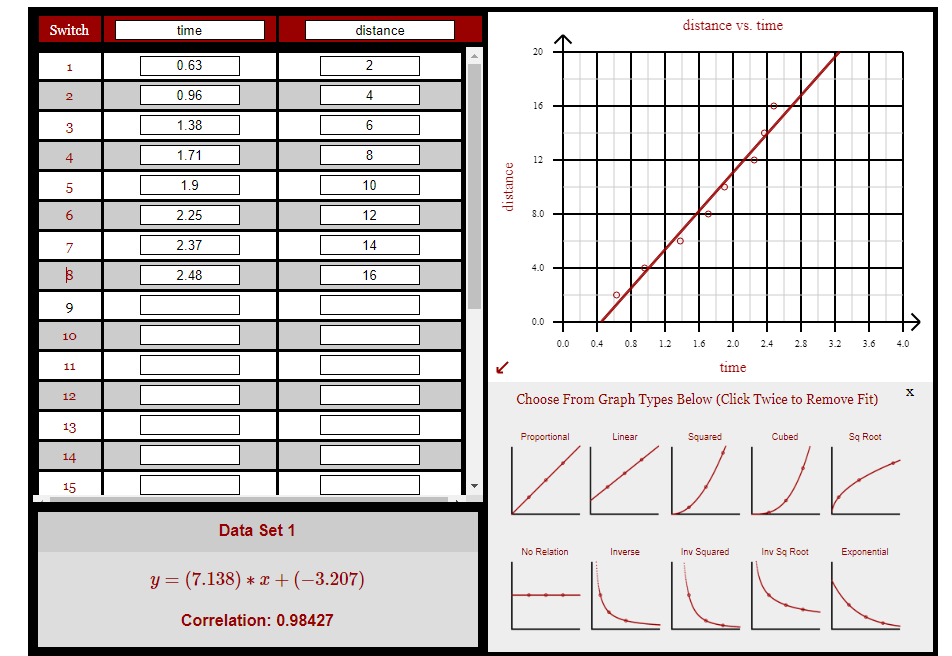 Switch time distance
1 0.63 2
2 0.96 4
3 1.38 6
4 1.71 8
5 1.9 10
6 2.25 12
7 2.37 14
8 2.48 16
9
10
11
12
13
14
15
Data Set 1
y = (7.138) * x + (−3.207)
Correlation: 0.98427
distance vs. time
20
16
12
8.0
4.0
0.0
distance
0.0 0.4 0.8 1.2 1.6 2.0 2.4 2.8 3.2 3.6 4.0
time
x
Choose From Graph Types Below (Click Twice to Remove Fit)
Proportional Linear Squared Cubed Sq Root
No Relation Inverse Inv Squared Inv Sq Root Exponential